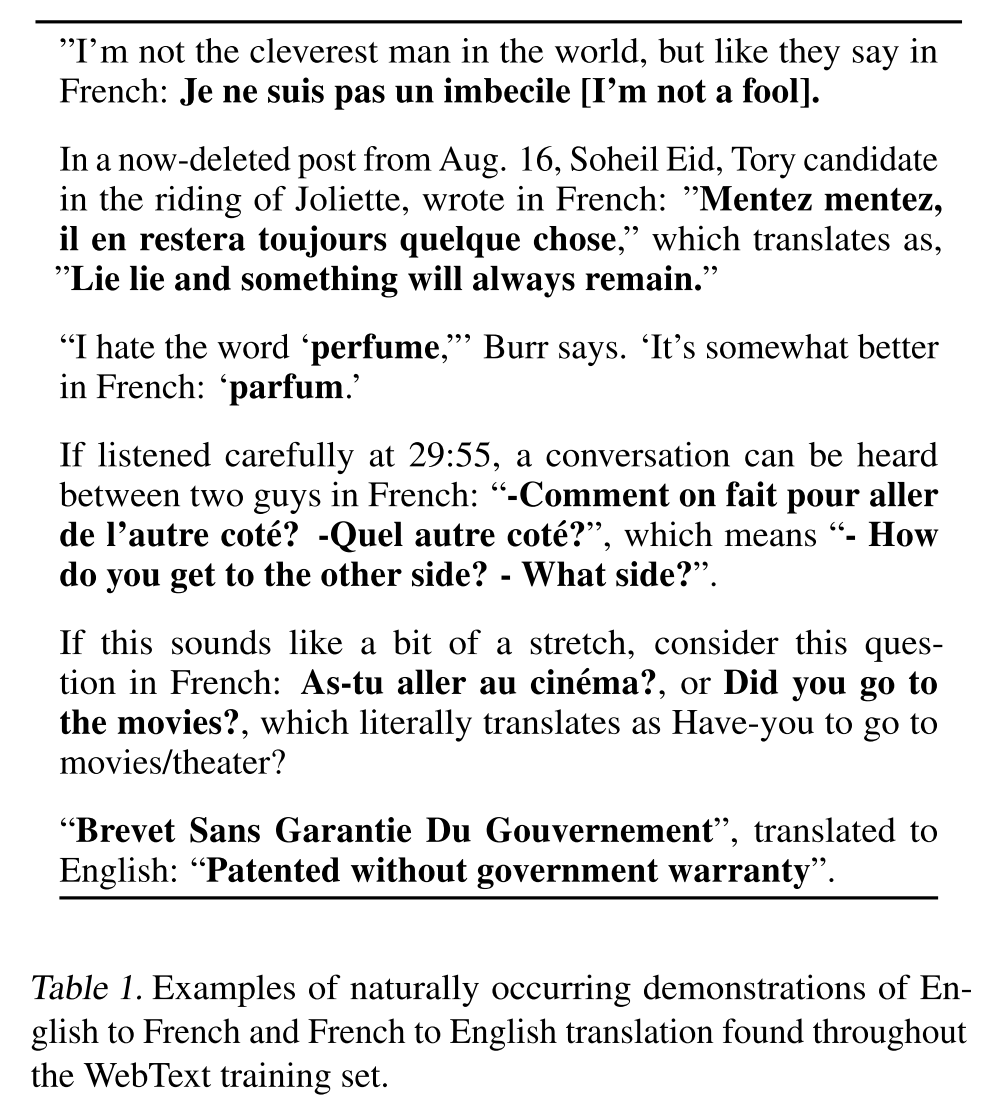 ”I’m not the cleverest man in the world, but like they say in
French: Je ne suis pas un imbecile [I’m not a fool].
In a now-deleted post from Aug. 16, Soheil Eid, Tory candidate
in the riding of Joliette, wrote in French: ”Mentez mentez,
il en restera toujours quelque chose,” which translates as,
”Lie lie and something will always remain.”
“I hate the word ‘perfume,”’ Burr says. ‘It’s somewhat better
in French: ‘parfum.’
If listened carefully at 29:55, a conversation can be heard
between two guys in French: “-Comment on fait pour aller
de l’autre coté? -Quel autre coté?”, which means “- How
do you get to the other side? - What side?”.
If this sounds like a bit of a stretch, consider this ques-
tion in French: As-tu aller au cinéma?, or Did you go to
the movies?, which literally translates as Have-you to go to
movies/theater?
“Brevet Sans Garantie Du Gouvernement”, translated to
English: “Patented without government warranty”.
Table 1. Examples of naturally occurring demonstrations of En-
glish to French and French to English translation found throughout
the WebText training set.